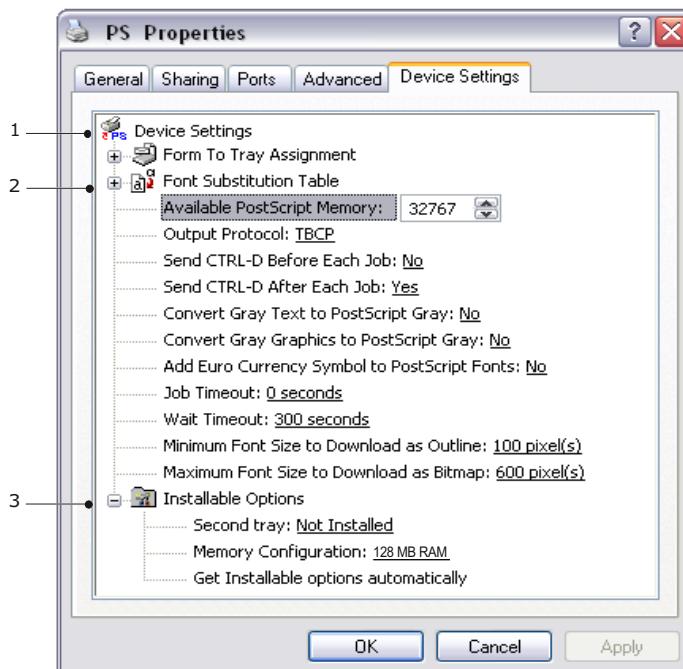 PS Properties
?
General Sharing Ports Advanced Device Settings
1
PS Device Settings
Form To Tray Assignment
2
a a Font Substitution Table
Available PostScript Memory: 32767
Output Protocol: TBCP
Send CTRL-D Before Each Job: No
Send CTRL-D After Each Job: Yes
Convert Gray Text to PostScript Gray: No
Convert Gray Graphics to PostScript Gray: No
Add Euro Currency Symbol to PostScript Fonts: No
Job Timeout: 0 seconds
Wait Timeout: 300 seconds
Minimum Font Size to Download as Outline: 100 pixel(s)
Maximum Font Size to Download as Bitmap: 600 pixel(s)
3
Installable Options
Second tray: Not Installed
Memory Configuration: 128 MB RAM
Get Installable options automatically
OK Cancel Apply